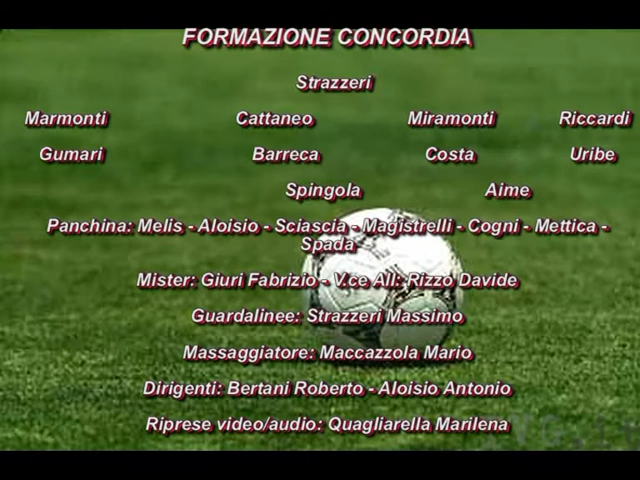 FORMAZIONE CONCORDIA
Strazzeri
Marmonti Cattaneo Miramonti Riccardi
Gumari Barreca Costa Uribe
Spingola Aime
Panchina: Melis - Aloisio - Sciascia - Magistrelli - Cogni - Mettica -
Spada
Mister: Giuri Fabrizio - V.ce All: Rizzo Davide
Guardalinee: Strazzeri Massimo
Massaggiatore: Maccazzola Mario
Dirigenti: Bertani Roberto - Aloisio Antonio
Riprese video/audio: Quagliarella Marilena